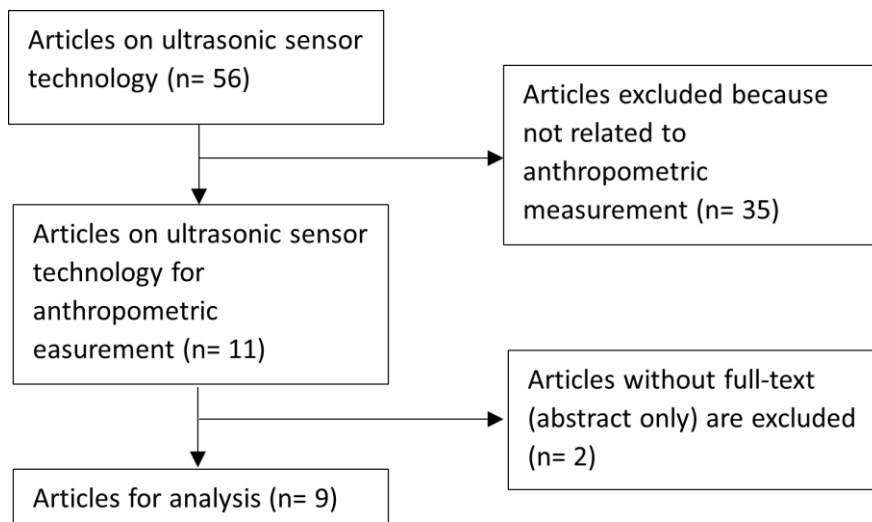 Articles on ultrasonic sensor
technology (n= 56)
Articles excluded because
not related to
anthropometric
measurement (n= 35)
Articles on ultrasonic sensor
technology for
anthropometric
easurement (n= 11)
Articles without full-text
(abstract only) are excluded
(n= 2)
Articles for analysis (n= 9)